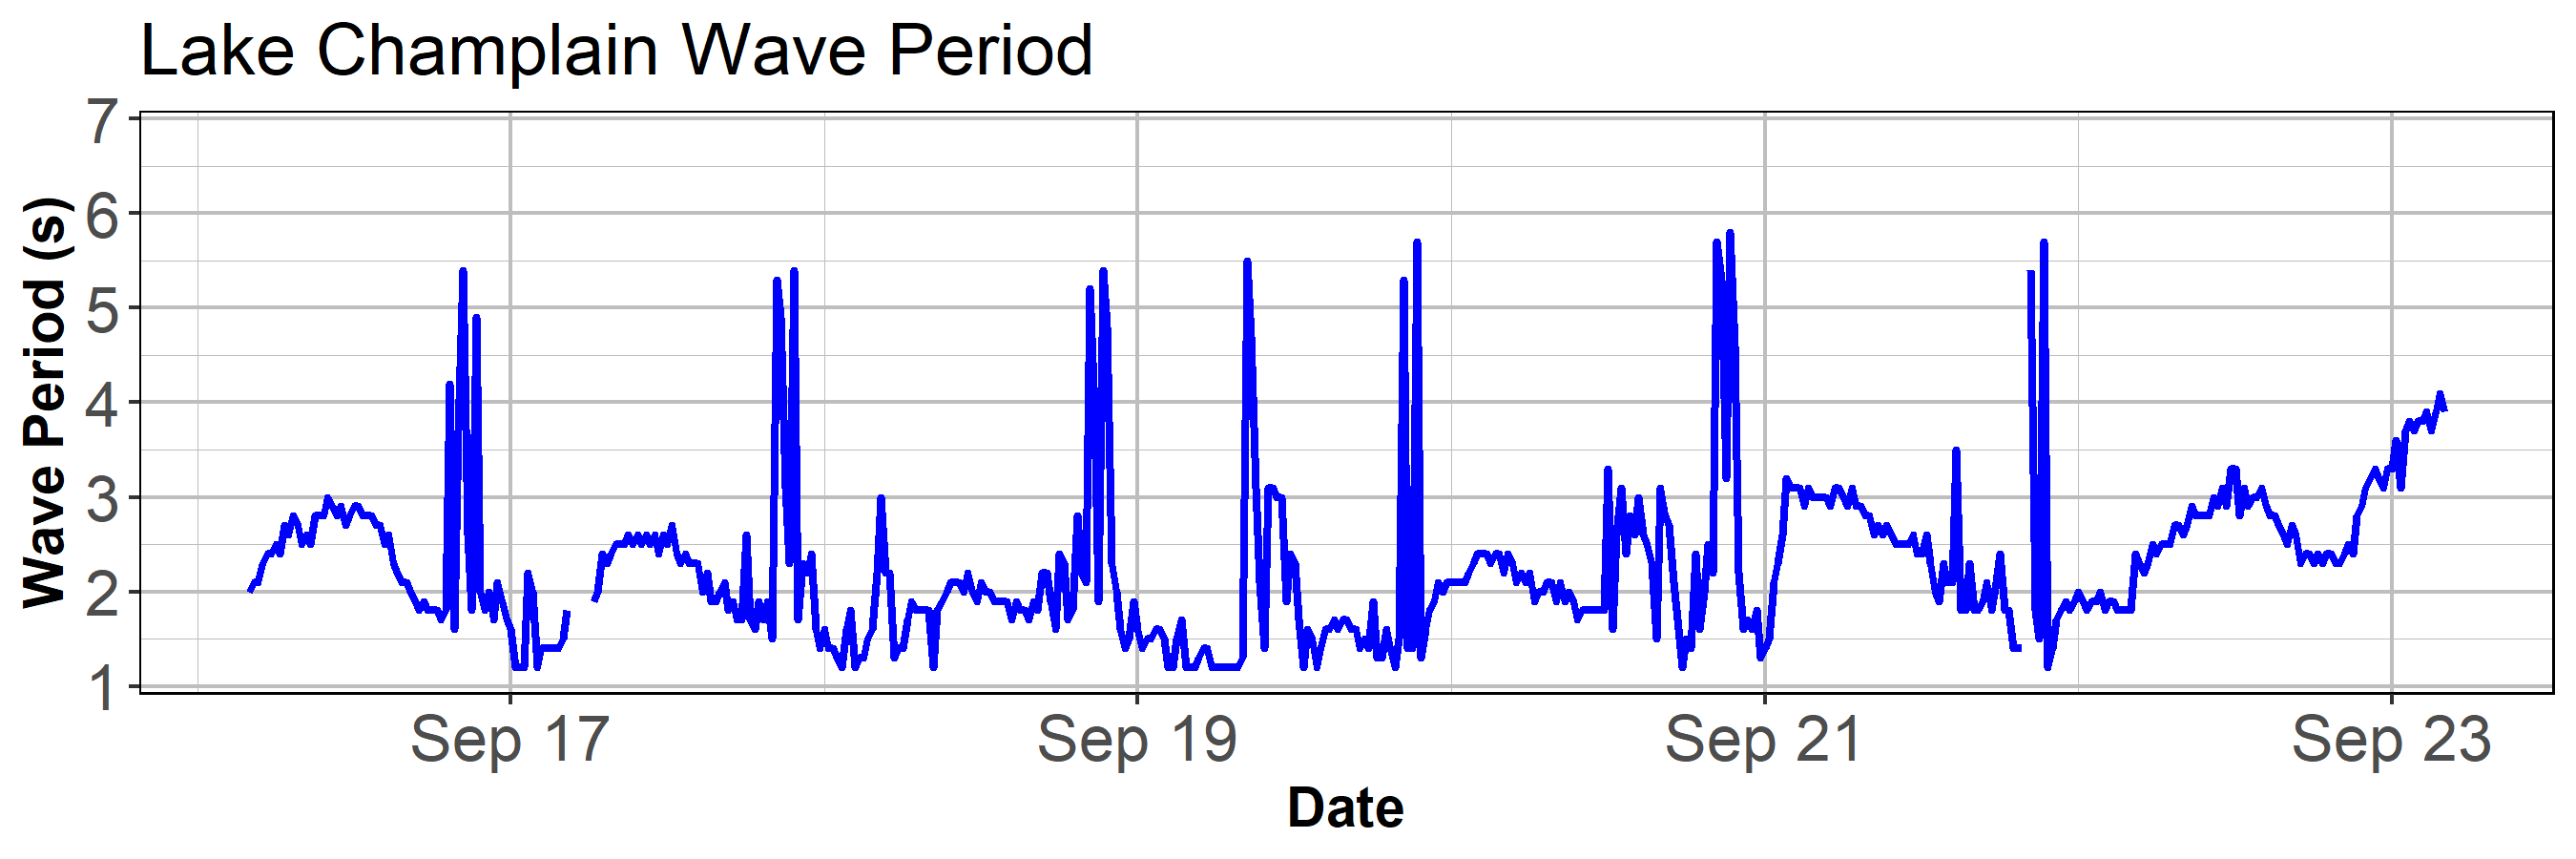 Lake Champlain Wave Period
Wave Period (s)
7
6
5
4
3
2
1
Sep 17
Sep 19
Sep 21
Sep 23
Date